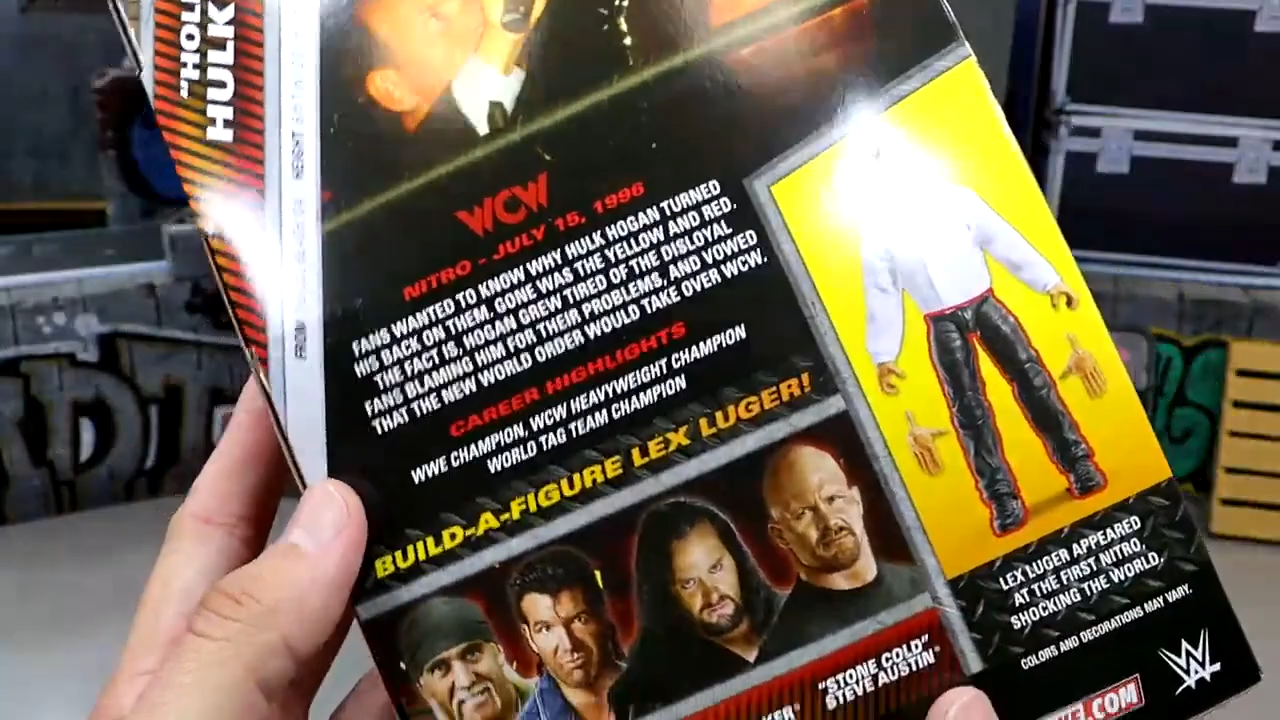 "HOLL
HULK
WCW
NITRO - JULY 15, 1996
FANS WANTED TO KNOW WHY HULK HOGAN TURNED
HIS BACK ON THEM. GONE WAS THE YELLOW AND RED.
THE FACT IS, HOGAN GREW TIRED OF THE DISLOYAL
FANS BLAMING HIM FOR THEIR PROBLEMS, AND VOWED
THAT THE NEW WORLD ORDER WOULD TAKE OVER WCW.
CAREER HIGHLIGHTS
WWE CHAMPION, WCW HEAVYWEIGHT CHAMPION
WORLD TAG TEAM CHAMPION
BUILD-A-FIGURE LEX LUGER!
KER"
"STONE COLD"
STEVE AUSTIN"
LEX LUGER APPEARED
AT THE FIRST NITRO,
SHOCKING THE WORLD.
COLORS AND DECORATIONS MAY VARY.
W
E.COM